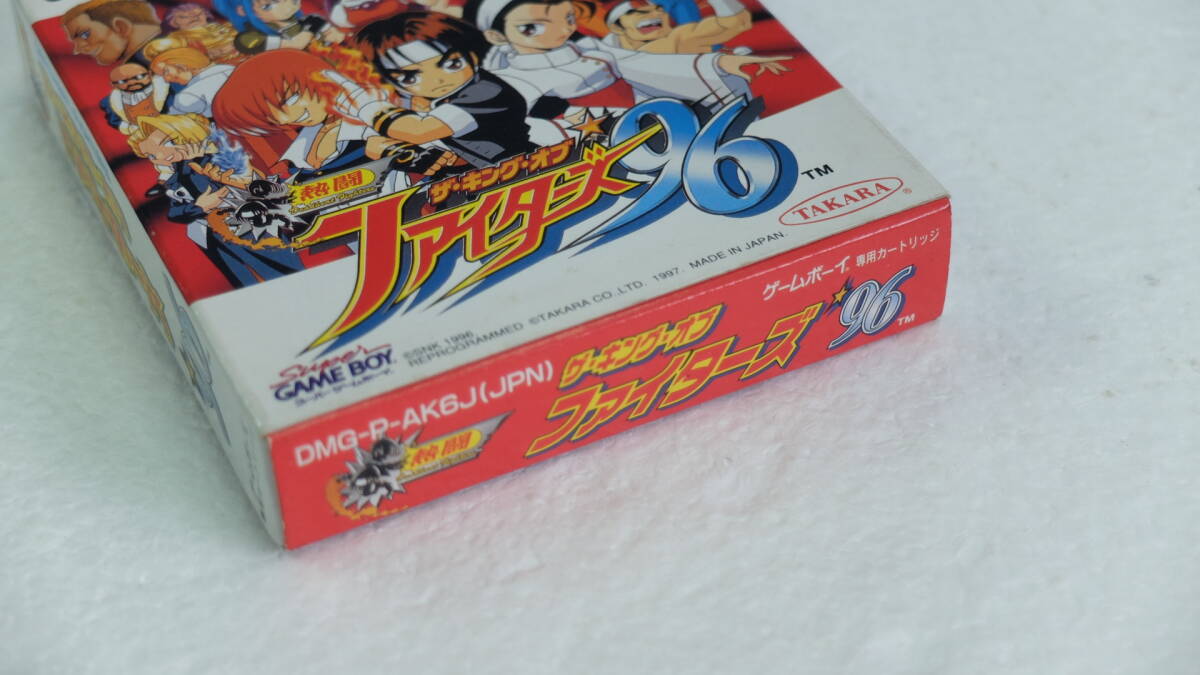 熱闘
ザ・キング・オブ
ファイターズ'96 TM
TAKARA ®
©SNK 1996
REPROGRAMMED ©TAKARA CO.,LTD. 1997. MADE IN JAPAN.
Super
GAME BOY
スーパーゲームボーイ
DMG-P-AK6J(JPN)
熱闘
ザ・キング・オブ
ファイターズ'96 TM
ゲームボーイ® 専用カートリッジ